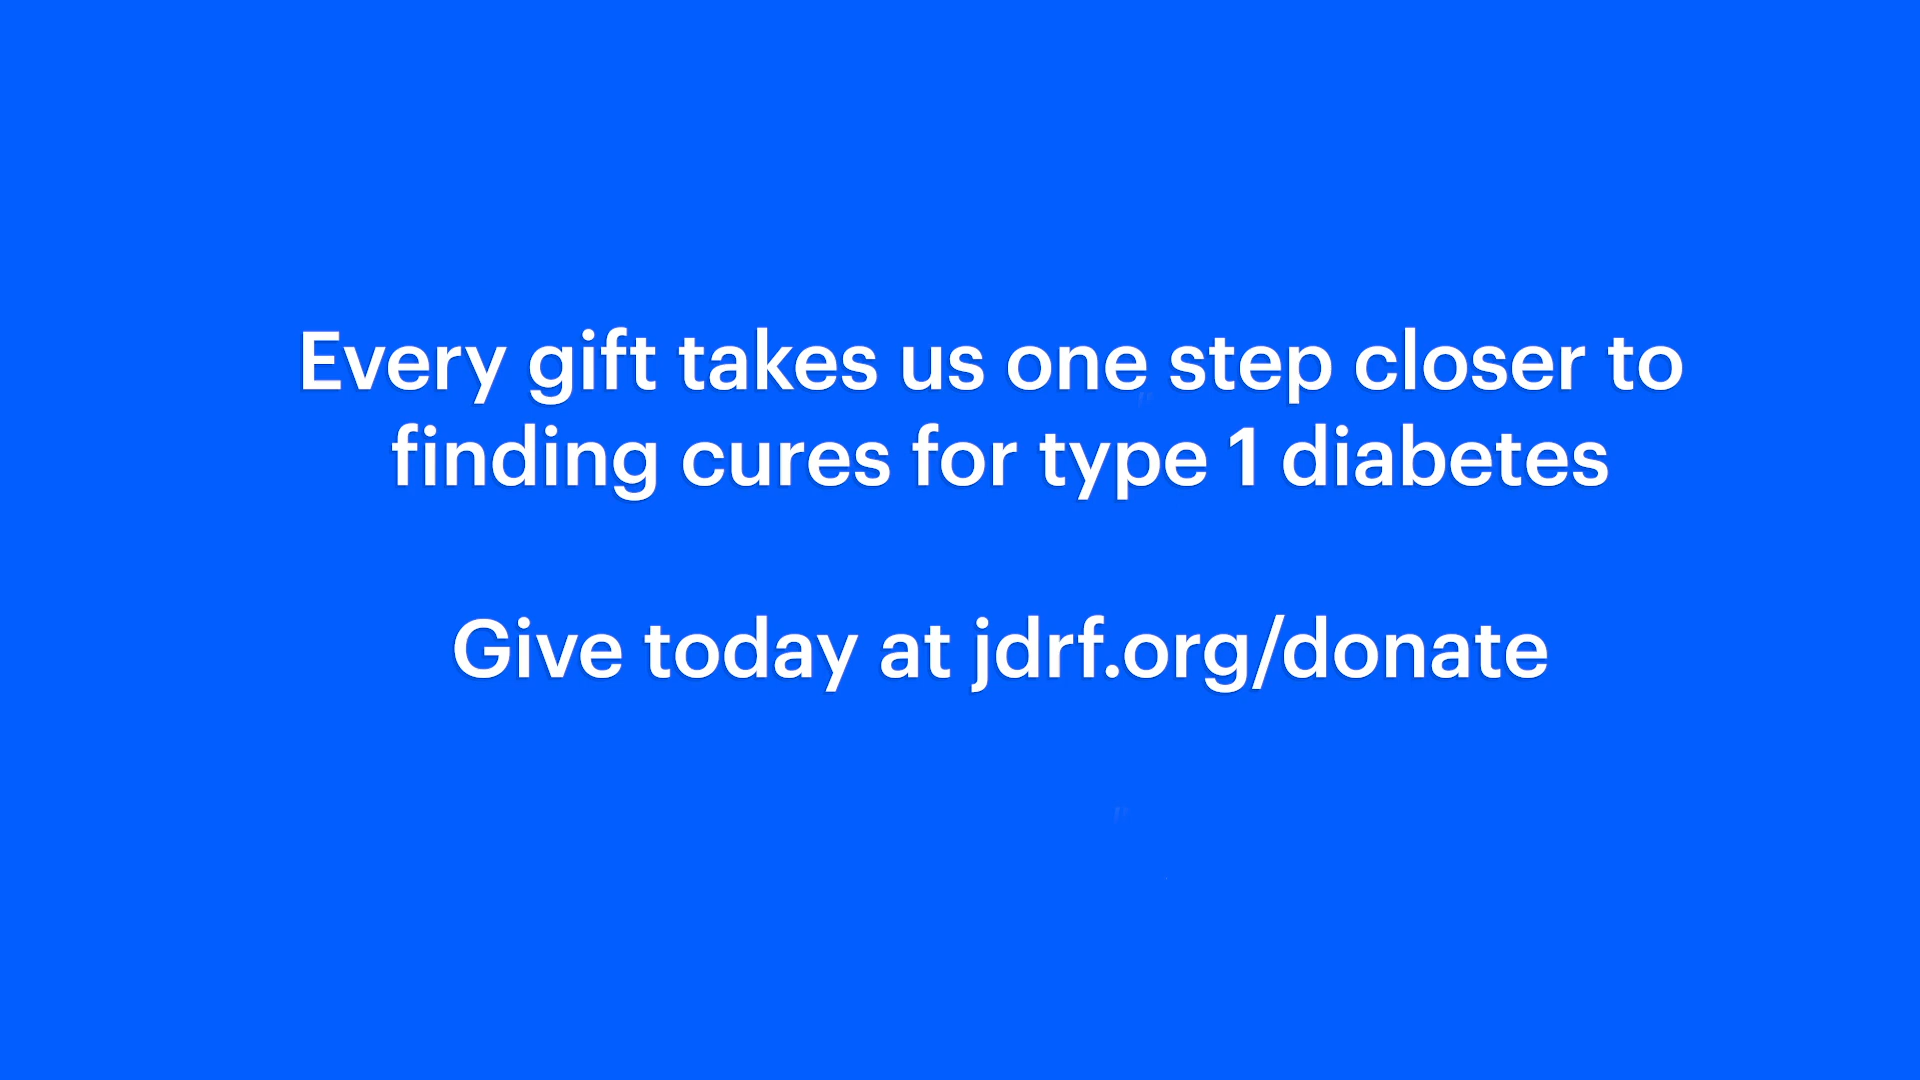 Every gift takes us one step closer to
finding cures for type 1 diabetes
Give today at jdrf.org/donate